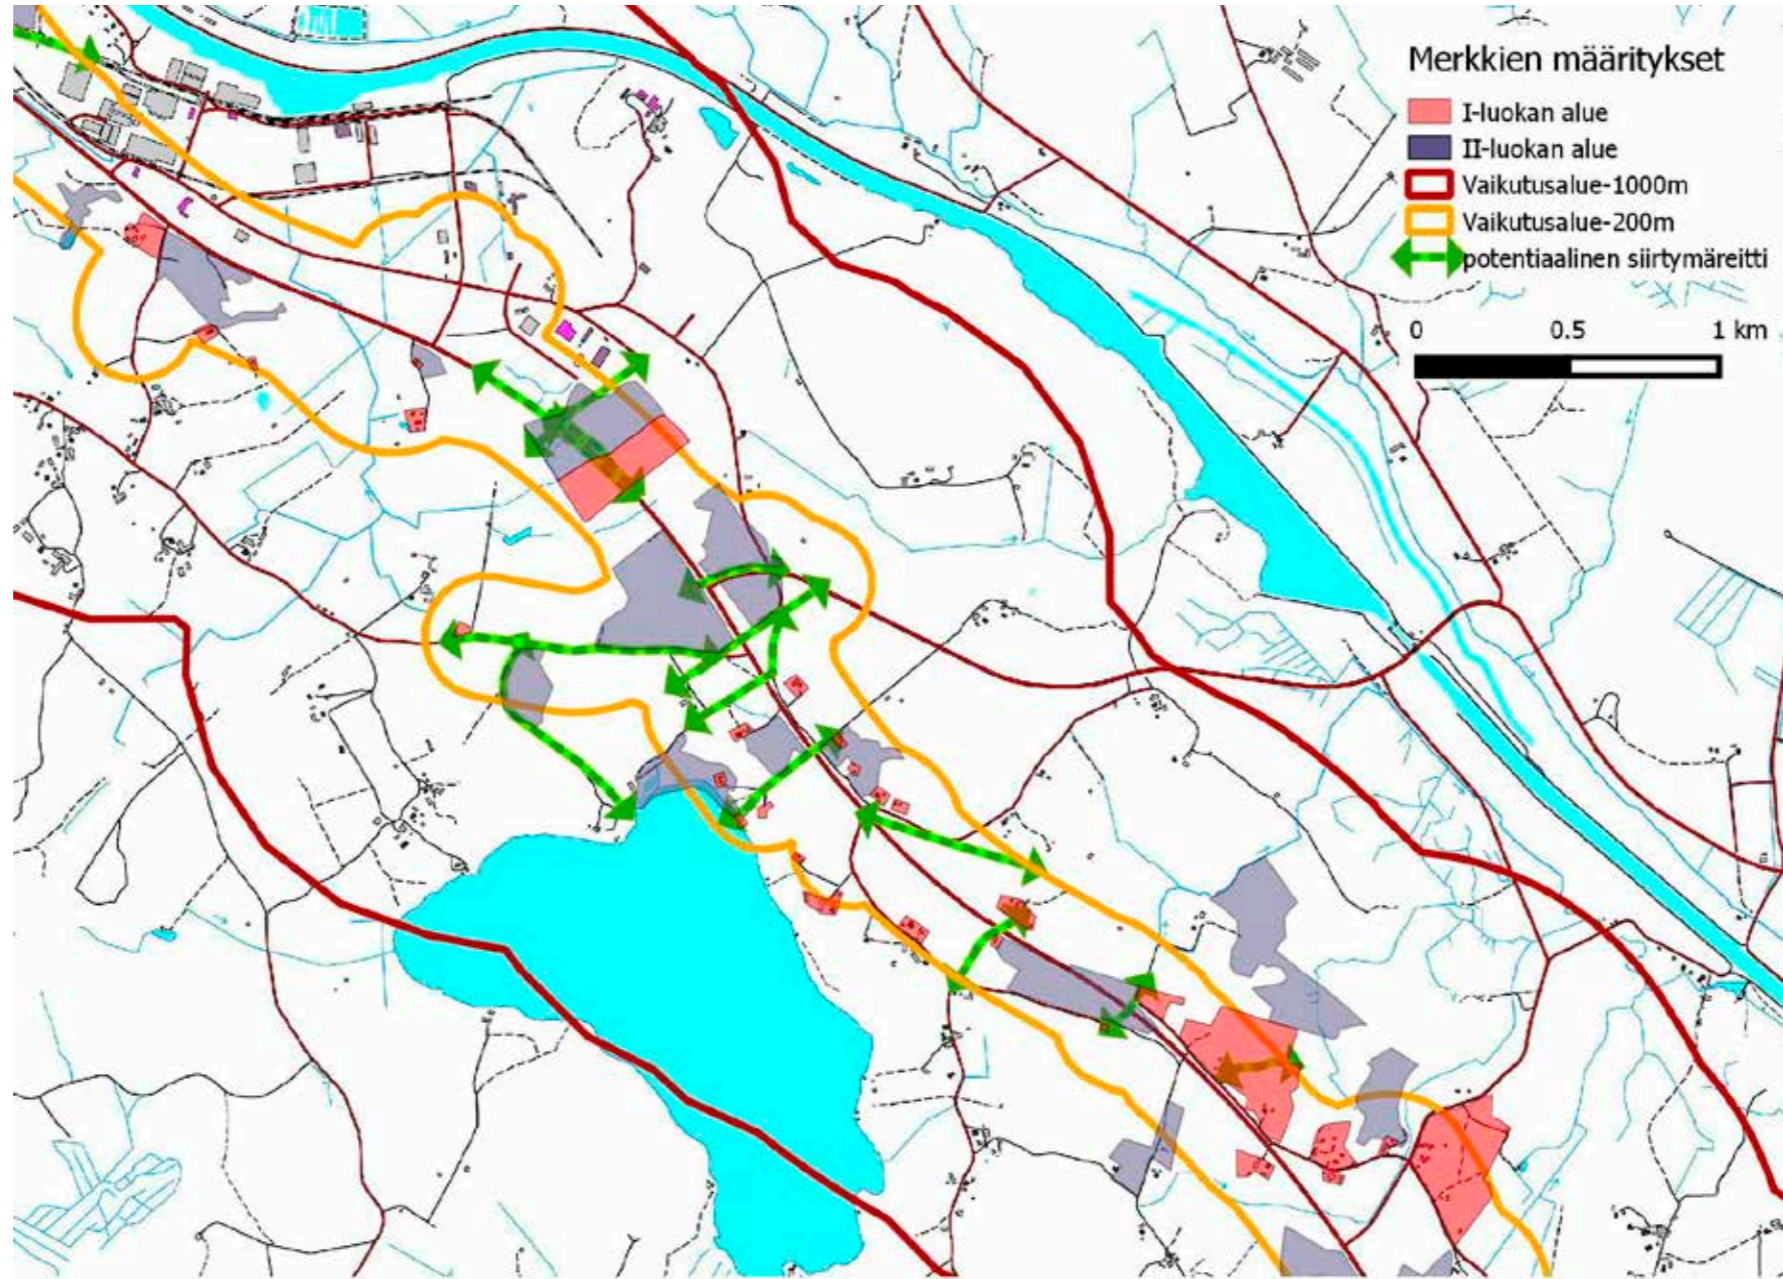 Merkkien määritykset
I-luokan alue
II-luokan alue
Vaikutusalue-1000m
Vaikutusalue-200m
potentiaalinen siirtymäreitti
0 0.5 1 km